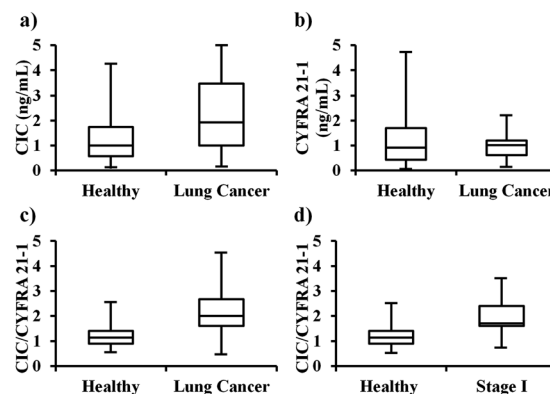 a)
CIC (ng/mL)
5
4
3
2
1
0
Healthy Lung Cancer
b)
CYFRA 21-1
(ng/mL)
5
4
3
2
1
0
Healthy Lung Cancer
c)
CIC/CYFRA 21-1
5
4
3
2
1
0
Healthy Lung Cancer
d)
CIC/CYFRA 21-1
5
4
3
2
1
0
Healthy Stage I